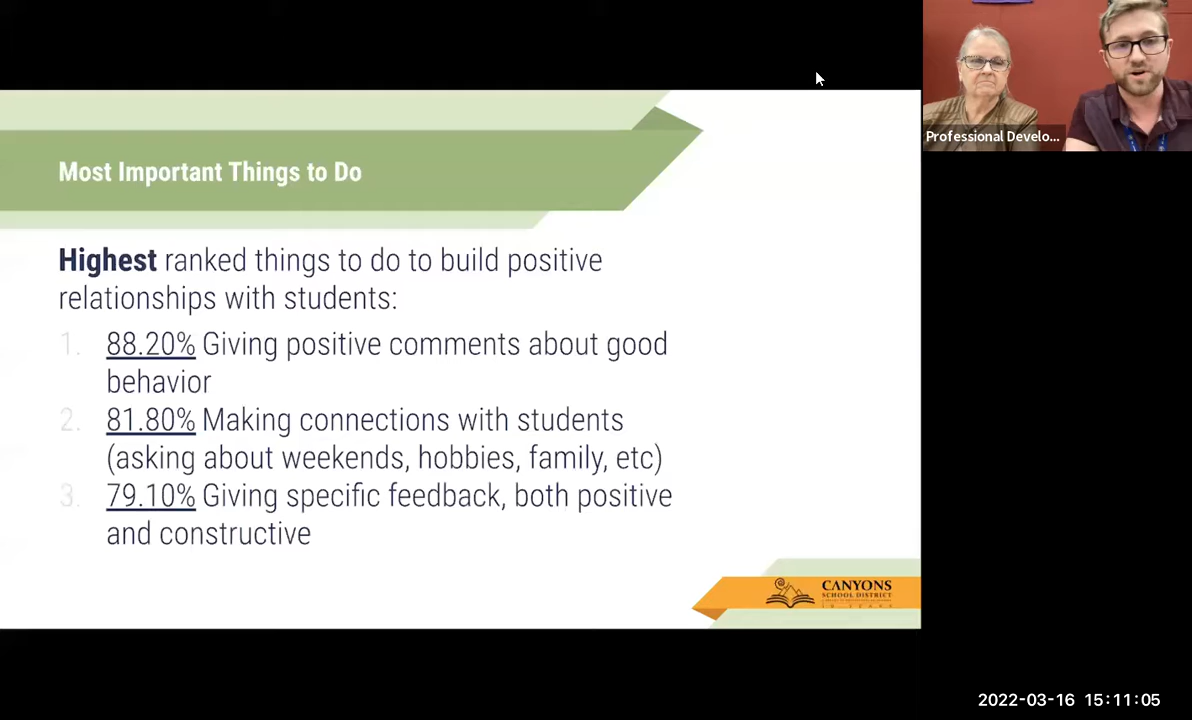 Professional Develo...
Most Important Things to Do
Highest ranked things to do to build positive
relationships with students:
1. 88.20% Giving positive comments about good
behavior
2. 81.80% Making connections with students
(asking about weekends, hobbies, family, etc)
3. 79.10% Giving specific feedback, both positive
and constructive
CANYONS
SCHOOL DISTRICT
2022-03-16 15:11:05